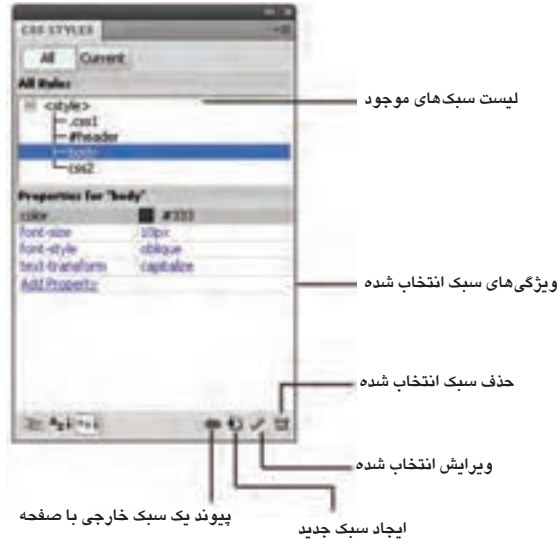 CSS STYLES
All Current
All Rules
<style>
.css1
#header
body
css2
Properties for "body"
color #333
font-size 10px
font-style oblique
text-transform capitalize
Add Property
لیست سبک‌های موجود
ویژگی‌های سبک انتخاب شده
حذف سبک انتخاب شده
ویرایش انتخاب شده
پیوند یک سبک خارجی با صفحه
ایجاد سبک جدید